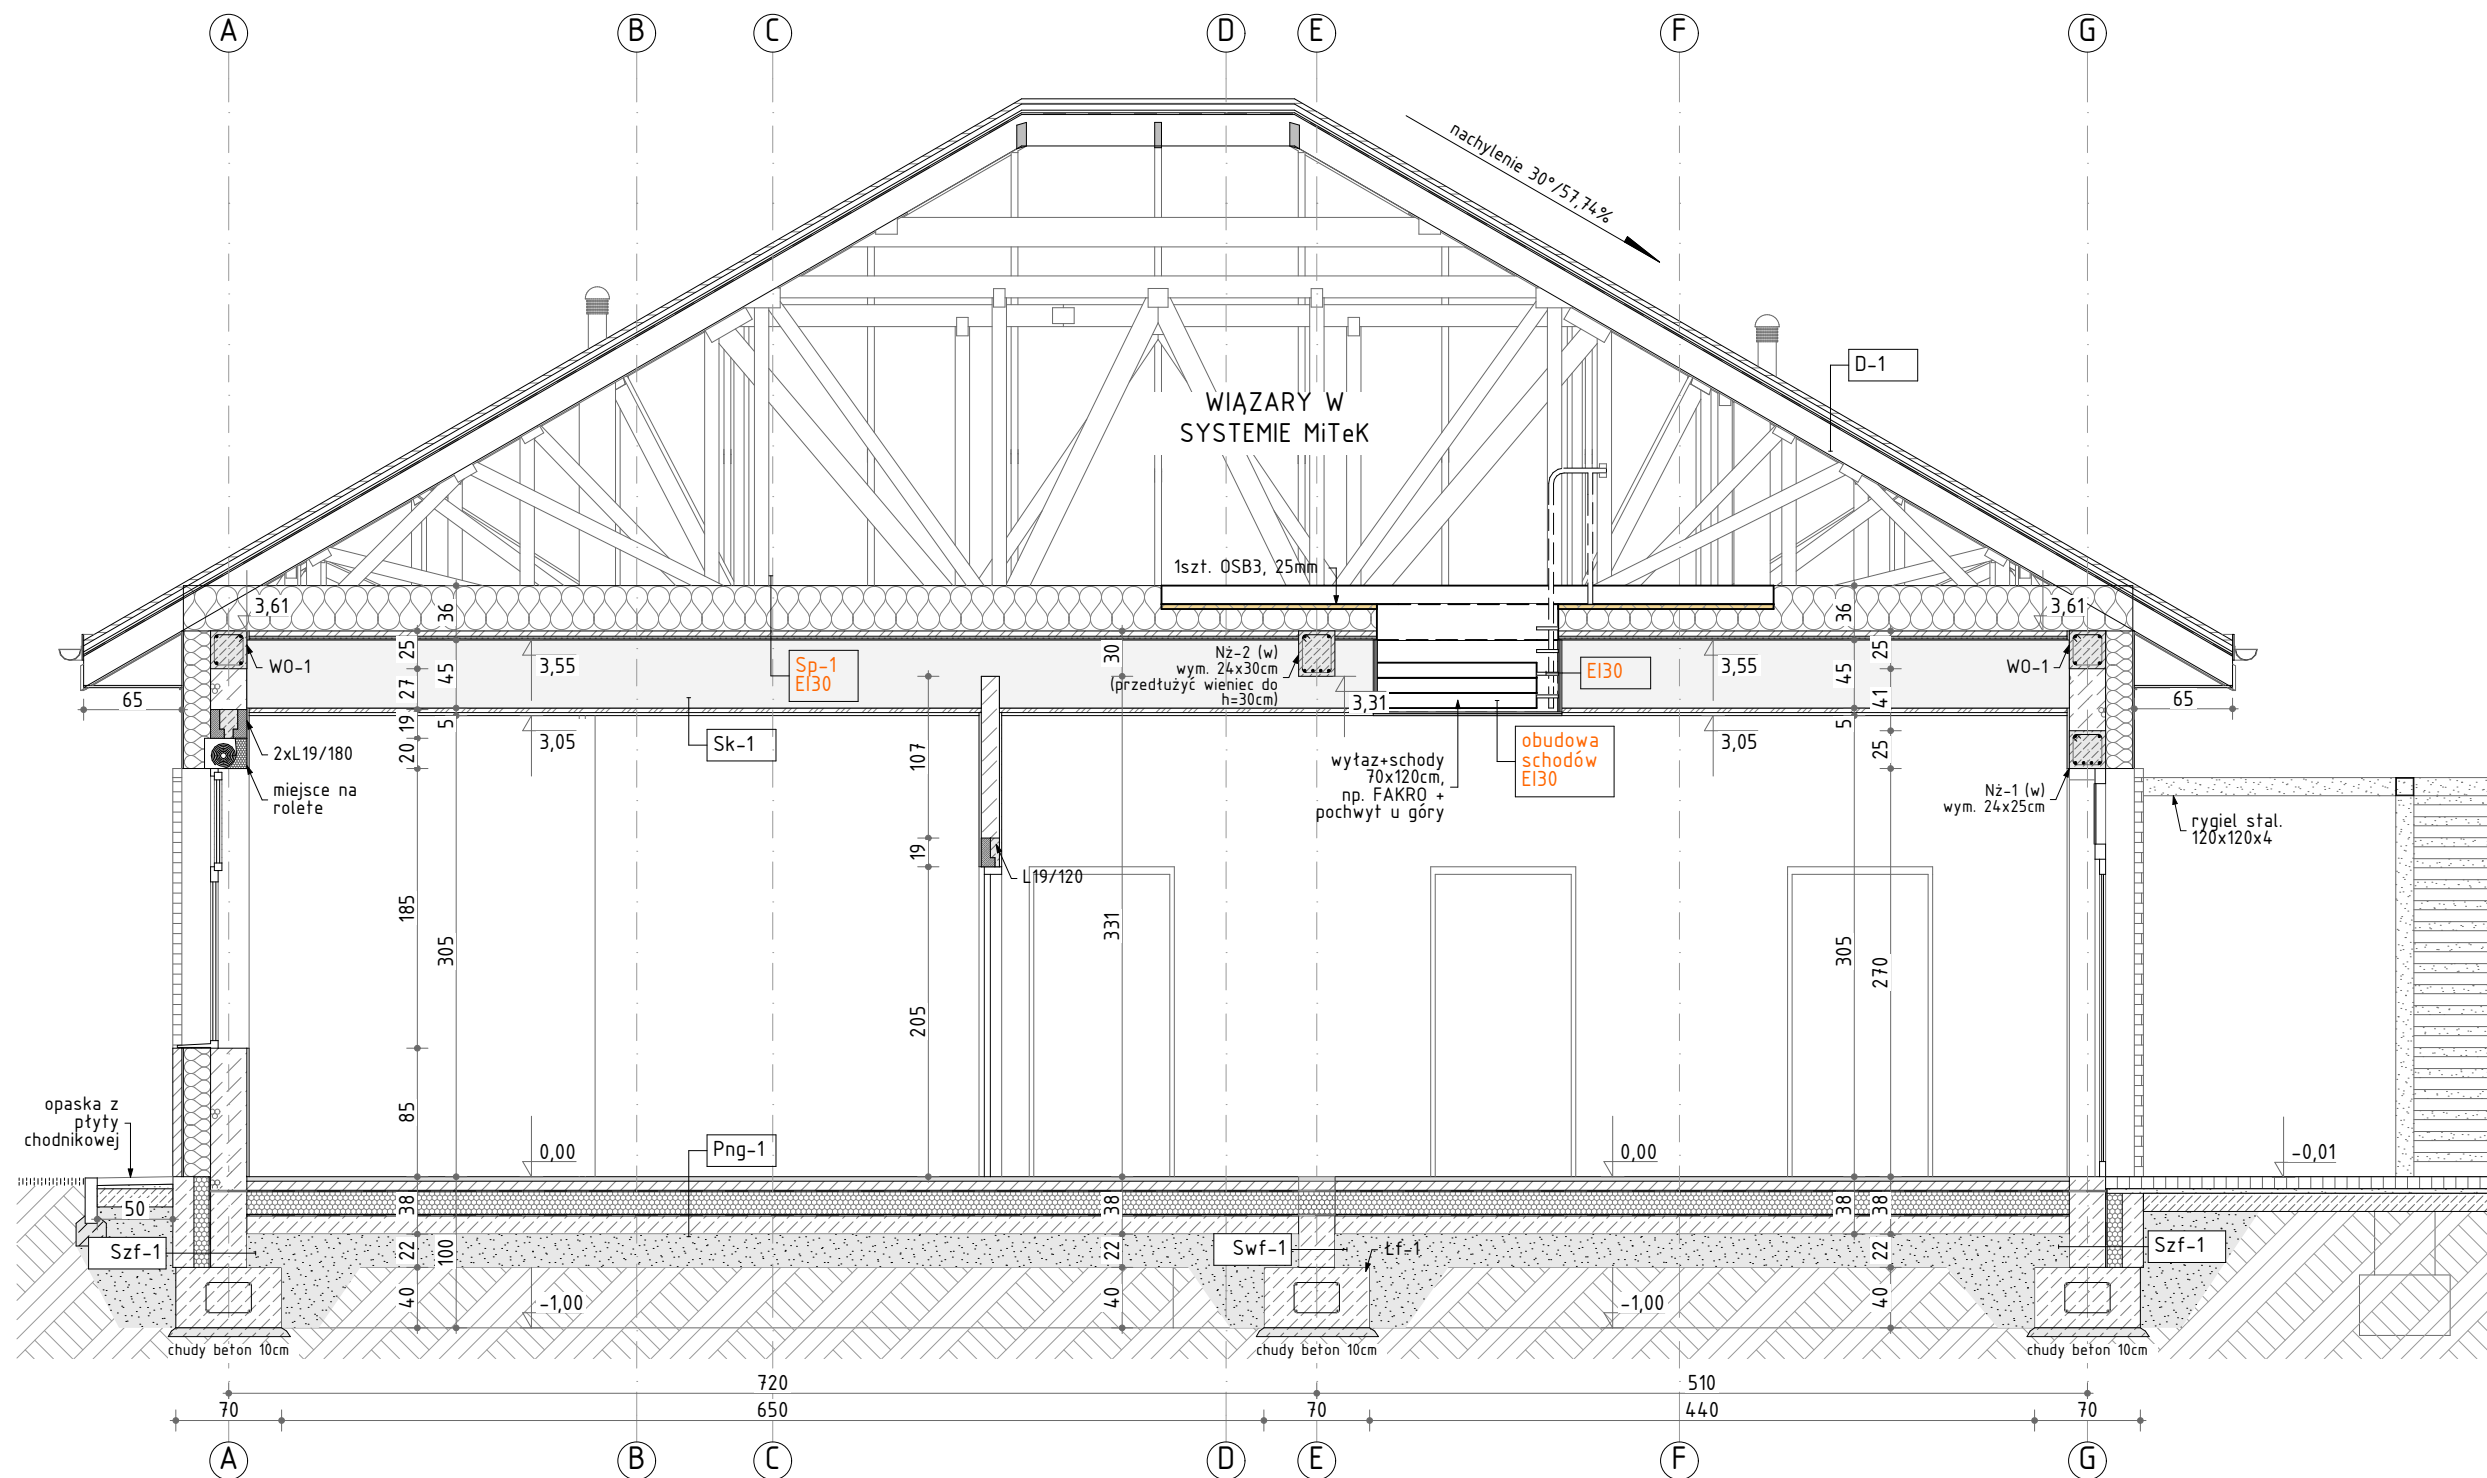 A
B
C
D
E
F
G
nachylenie 30°/57,74%
D-1
WIĄZARY W
SYSTEMIE MiTeK
1szt. OSB3, 25mm
3,61
36
36
3,61
WO-1
25
45
27
3,55
Sp-1
EI30
30
Nż-2 (w)
wym. 24x30cm
(przedłużyć wieniec do
h=30cm)
3,31
EI30
3,55
45
25
41
WO-1
65
65
19
5
20
2xL19/180
miejsce na
roletę
3,05
Sk-1
107
wyłaz+schody
70x120cm,
np. FAKRO +
pochwyt u góry
obudowa
schodów
EI30
3,05
5
25
Nż-1 (w)
wym. 24x25cm
rygiel stal.
120x120x4
19
L19/120
185
305
331
305
270
205
opaska z
płyty
chodnikowej
85
0,00
Png-1
0,00
-0,01
50
38
38
38
38
Szf-1
22
100
Swf-1
22
Lf-1
22
Szf-1
40
-1,00
40
-1,00
40
chudy beton 10cm
chudy beton 10cm
chudy beton 10cm
720
510
70
650
70
440
70
A
B
C
D
E
F
G